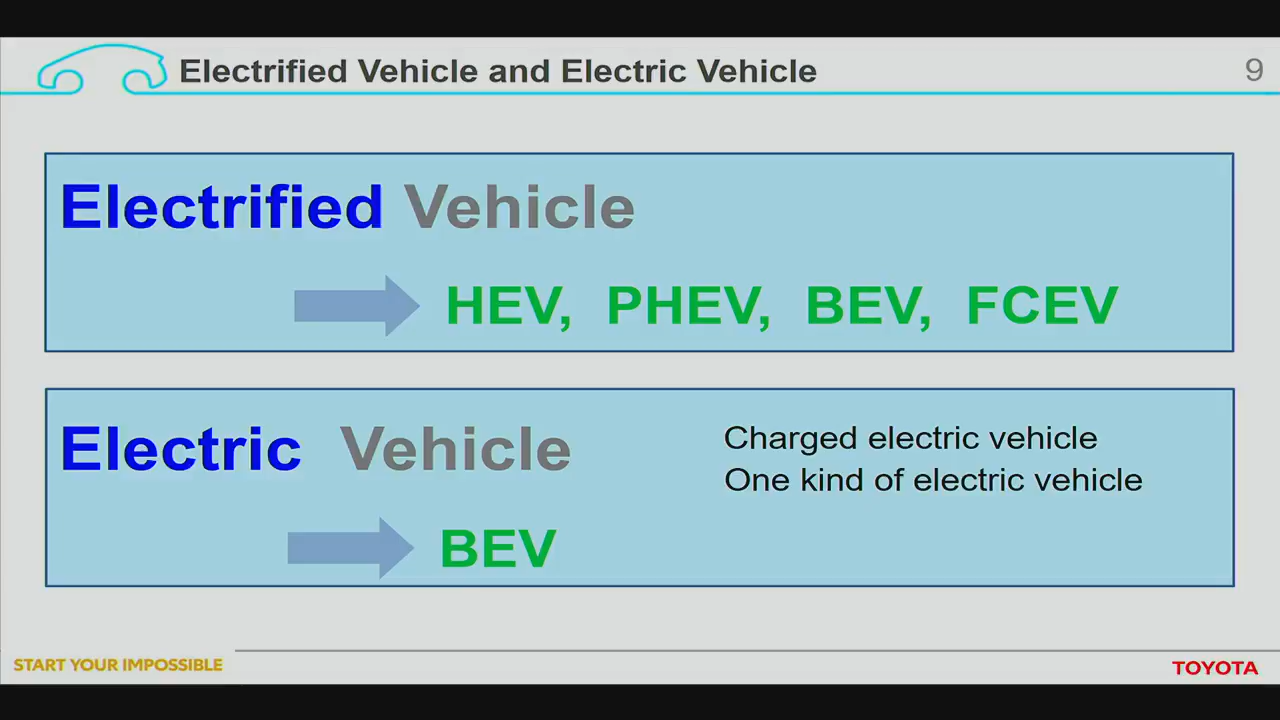 Electrified Vehicle and Electric Vehicle
9
Electrified Vehicle
HEV, PHEV, BEV, FCEV
Electric Vehicle
Charged electric vehicle
One kind of electric vehicle
BEV
START YOUR IMPOSSIBLE
TOYOTA